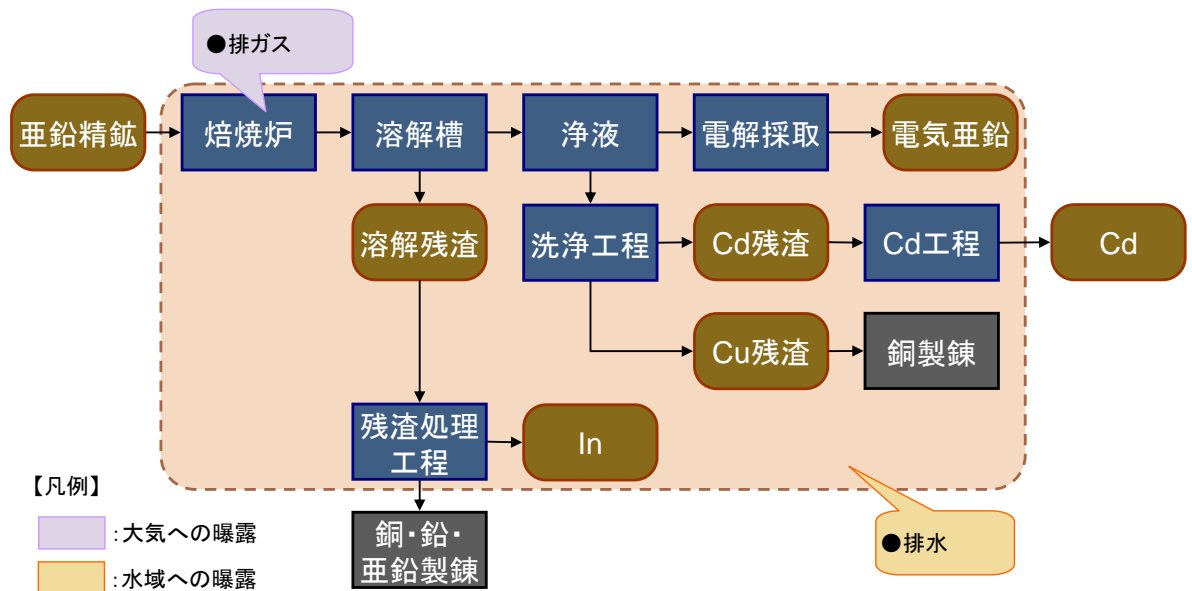 ●排ガス
亜鉛精鉱
焙焼炉
溶解槽
浄液
電解採取
電気亜鉛
溶解残渣
洗浄工程
Cd残渣
Cd工程
Cd
Cu残渣
銅製錬
残渣処理
工程
In
【凡例】
:大気への曝露
:水域への曝露
銅・鉛・
亜鉛製錬
●排水